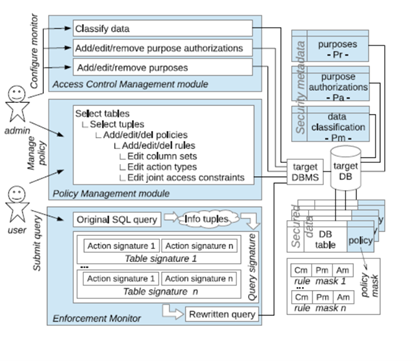 Configure monitor
Classify data
Add/edit/remove purpose authorizations
Add/edit/remove purposes
Access Control Management module
admin
Manage
policy
Select tables
Select tuples
Add/edit/del policies
Add/edit/del rules
Edit column sets
Edit action types
Edit joint access constraints
Policy Management module
user
Submit query
Original SQL query
Info tuples
Action signature 1
Action signature n
Table signature 1
...
Action signature 1
Action signature n
Table signature n
Query signature
Rewritten query
Enforcement Monitor
Security metadata
purposes
- Pr -
purpose
authorizations
- Pa -
data
classification
- Pm -
target
DBMS
target
DB
Secured
data
DB
table
policy
policy
mask
Cm Pm Am
rule mask 1
...
Cm Pm Am
rule mask n